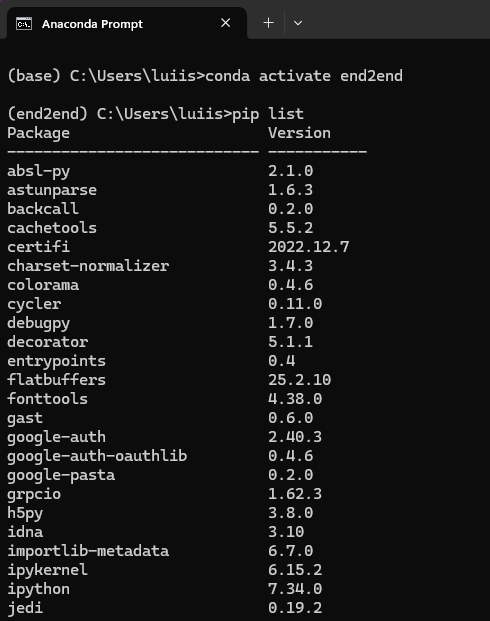 Anaconda Prompt
(base) C:\Users\luiis>conda activate end2end
(end2end) C:\Users\luiis>pip list
Package Version
---------------------------- -----------
absl-py 2.1.0
astunparse 1.6.3
backcall 0.2.0
cachetools 5.5.2
certifi 2022.12.7
charset-normalizer 3.4.3
colorama 0.4.6
cycler 0.11.0
debugpy 1.7.0
decorator 5.1.1
entrypoints 0.4
flatbuffers 25.2.10
fonttools 4.38.0
gast 0.6.0
google-auth 2.40.3
google-auth-oauthlib 0.4.6
google-pasta 0.2.0
grpcio 1.62.3
h5py 3.8.0
idna 3.10
importlib-metadata 6.7.0
ipykernel 6.15.2
ipython 7.34.0
jedi 0.19.2